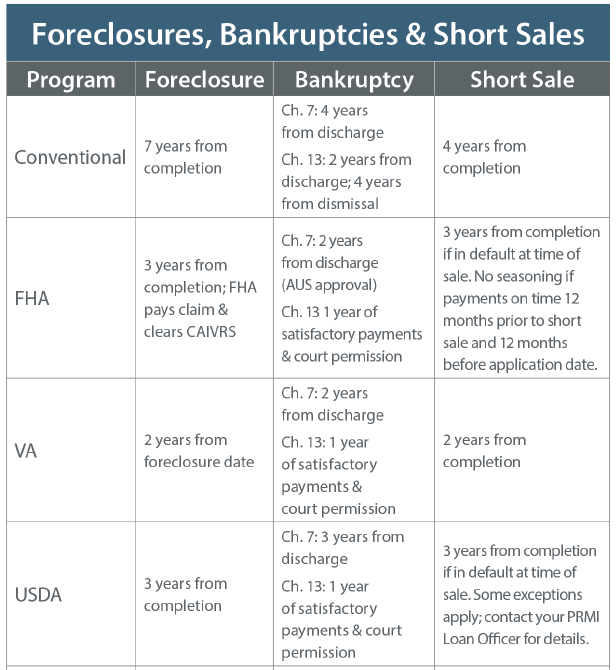 Foreclosures, Bankruptcies & Short Sales
Program
Foreclosure
Bankruptcy
Short Sale
Conventional
7 years from
completion
Ch. 7: 4 years
from discharge
Ch. 13: 2 years from
discharge; 4 years
from dismissal
4 years from
completion
FHA
3 years from
completion; FHA
pays claim &
clears CAIVRS
Ch. 7: 2 years
from discharge
(AUS approval)
Ch. 13 1 year of
satisfactory payments
& court permission
3 years from completion
if in default at time of
sale. No seasoning if
payments on time 12
months prior to short
sale and 12 months
before application date.
VA
2 years from
foreclosure date
Ch. 7: 2 years
from discharge
Ch. 13: 1 year
of satisfactory
payments &
court permission
2 years from
completion
USDA
3 years from
completion
Ch. 7: 3 years from
discharge
Ch. 13: 1 year
of satisfactory
payments & court
permission
3 years from completion
if in default at time of
sale. Some exceptions
apply; contact your PRMI
Loan Officer for details.